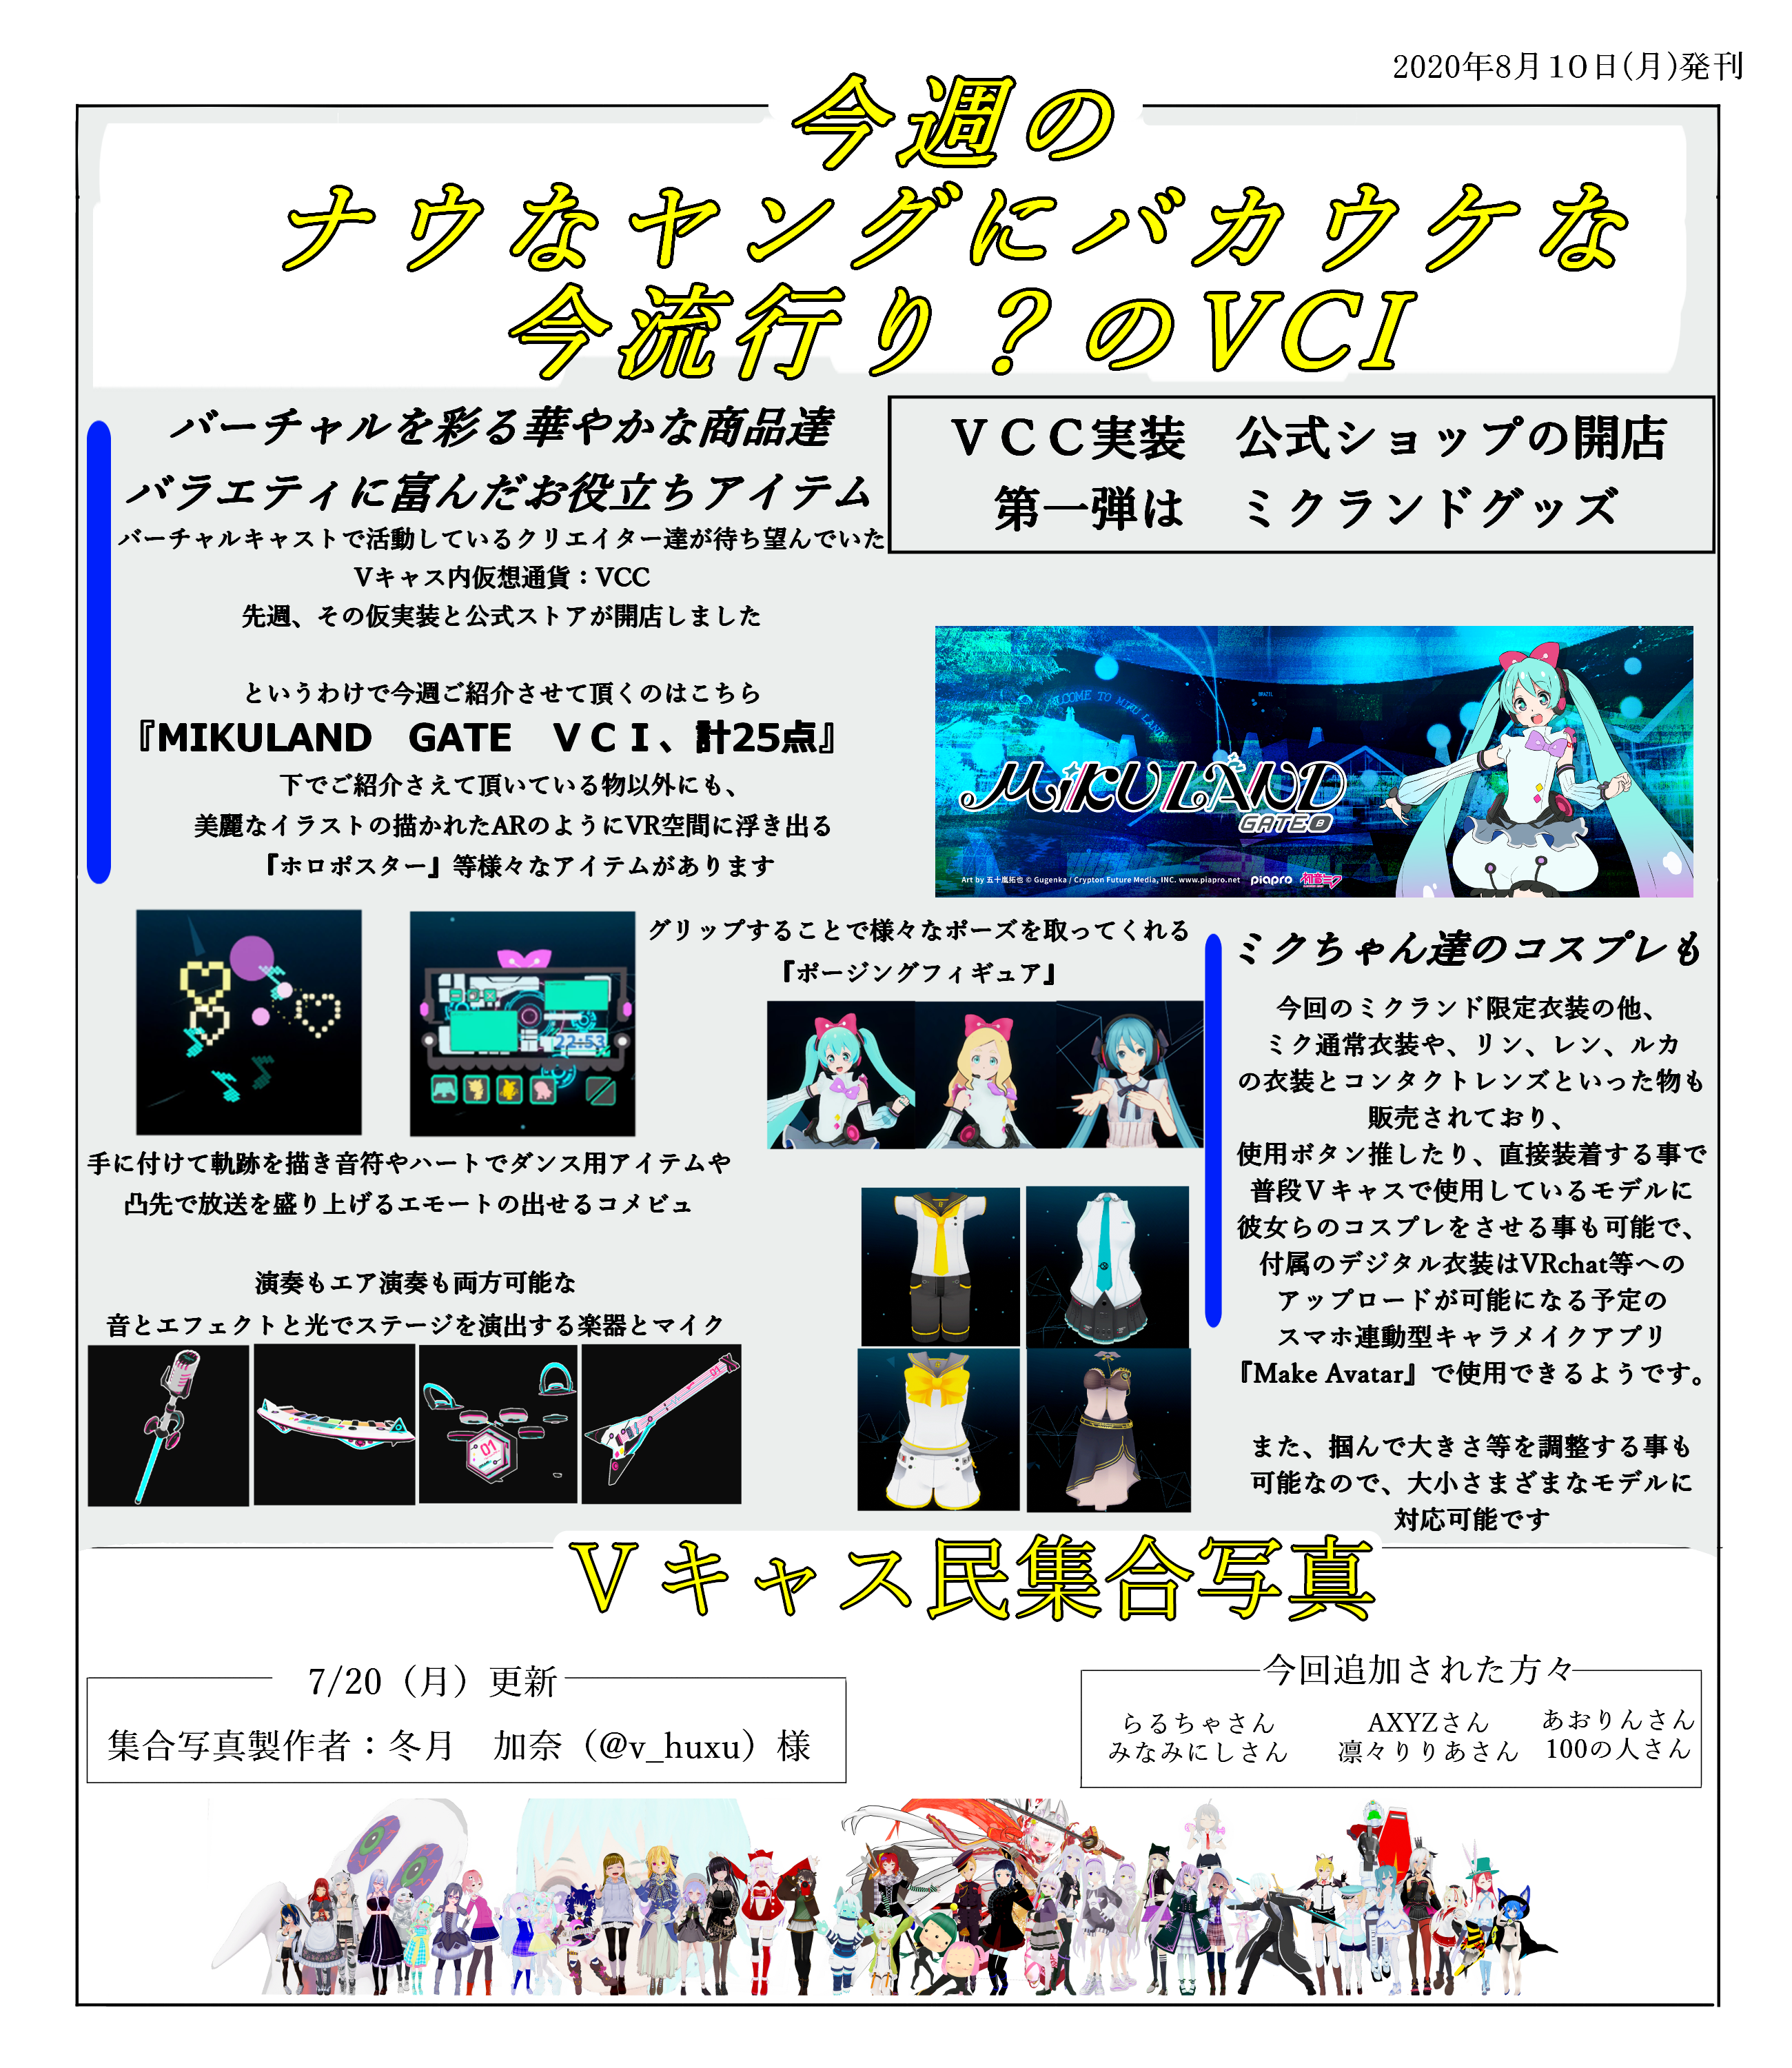 2020年8月10日(月)発刊
今週の
ナウなヤングにバカウケな
今流行り？のVCI
バーチャルを彩る華やかな商品達
バラエティに富んだお役立ちアイテム
バーチャルキャストで活動しているクリエイター達が待ち望んでいた
Vキャス内仮想通貨：VCC
先週、その仮実装と公式ストアが開店しました
というわけで今週ご紹介させて頂くのはこちら
『MIKULAND　GATE　ＶＣＩ、計25点』
下でご紹介さえて頂いている物以外にも、
美麗なイラストの描かれたARのようにVR空間に浮き出る
『ホロポスター』等様々なアイテムがあります
ＶＣＣ実装　公式ショップの開店
第一弾は　ミクランドグッズ
WELCOME TO MIKU LAND
BRAZIL
MIKU LAND
GATE β
Art by 五十嵐拓也 © Gugenka / Crypton Future Media, INC. www.piapro.net
piapro
初音ミク
22:53
手に付けて軌跡を描き音符やハートでダンス用アイテムや
凸先で放送を盛り上げるエモートの出せるコメビュ
演奏もエア演奏も両方可能な
音とエフェクトと光でステージを演出する楽器とマイク
01
01
グリップすることで様々なポーズを取ってくれる
『ポージングフィギュア』
ミクちゃん達のコスプレも
今回のミクランド限定衣装の他、
ミク通常衣装や、リン、レン、ルカ
の衣装とコンタクトレンズといった物も
販売されており、
使用ボタン推したり、直接装着する事で
普段Ｖキャスで使用しているモデルに
彼女らのコスプレをさせる事も可能で、
付属のデジタル衣装はVRchat等への
アップロードが可能になる予定の
スマホ連動型キャラメイクアプリ
『Make Avatar』で使用できるようです。
また、掴んで大きさ等を調整する事も
可能なので、大小さまざまなモデルに
対応可能です
Ｖキャス民集合写真
7/20（月）更新
集合写真製作者：冬月　加奈（@v_huxu）様
今回追加された方々
らるちゃさん　AXYZさん　あおりんさん
みなみにしさん　凛々りりあさん　100の人さん